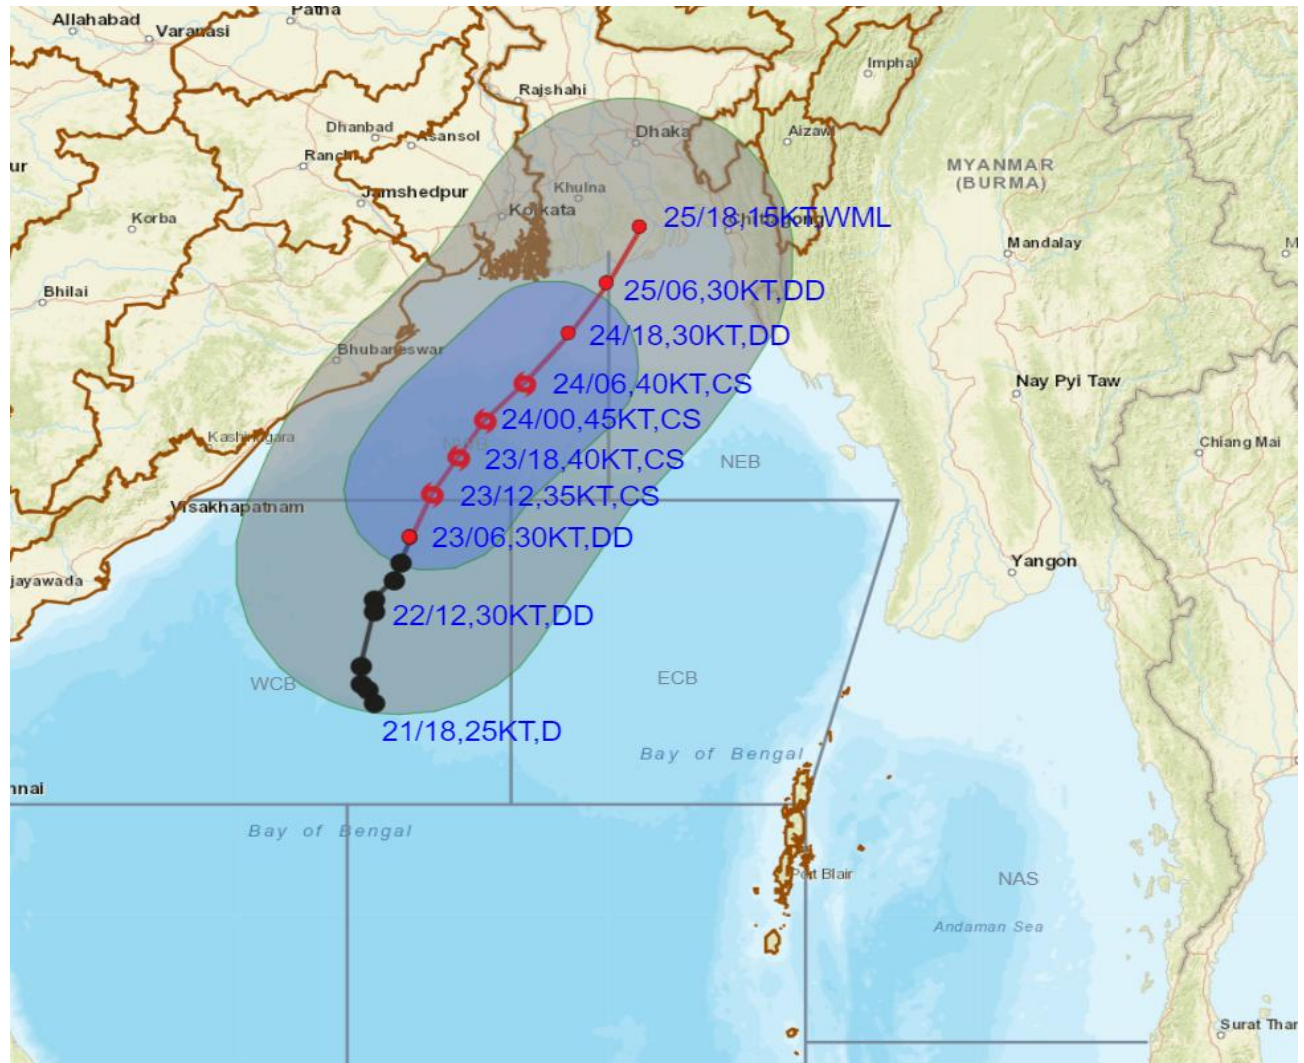 Patna
Allahabad
Varanasi
Imphal
Rajshahi
Dhaka
Aizawl
Dhanbad
Asansol
Ranchi
MYANMAR
(BURMA)
Jamshedpur
Khulna
Kolkata
Korba
25/18,15KT,WML
Chittagong
Mandalay
Bhilai
25/06,30KT,DD
24/18,30KT,DD
Bhubaneswar
24/06,40KT,CS
Nay Pyi Taw
24/00,45KT,CS
Kashinagara
Chiang Mai
23/18,40KT,CS
NEB
23/12,35KT,CS
Visakhapatnam
23/06,30KT,DD
Yangon
jayawada
22/12,30KT,DD
WCB
ECB
21/18,25KT,D
Bay of Bengal
nnai
Bay of Bengal
Port Blair
NAS
Andaman Sea
Surat Than